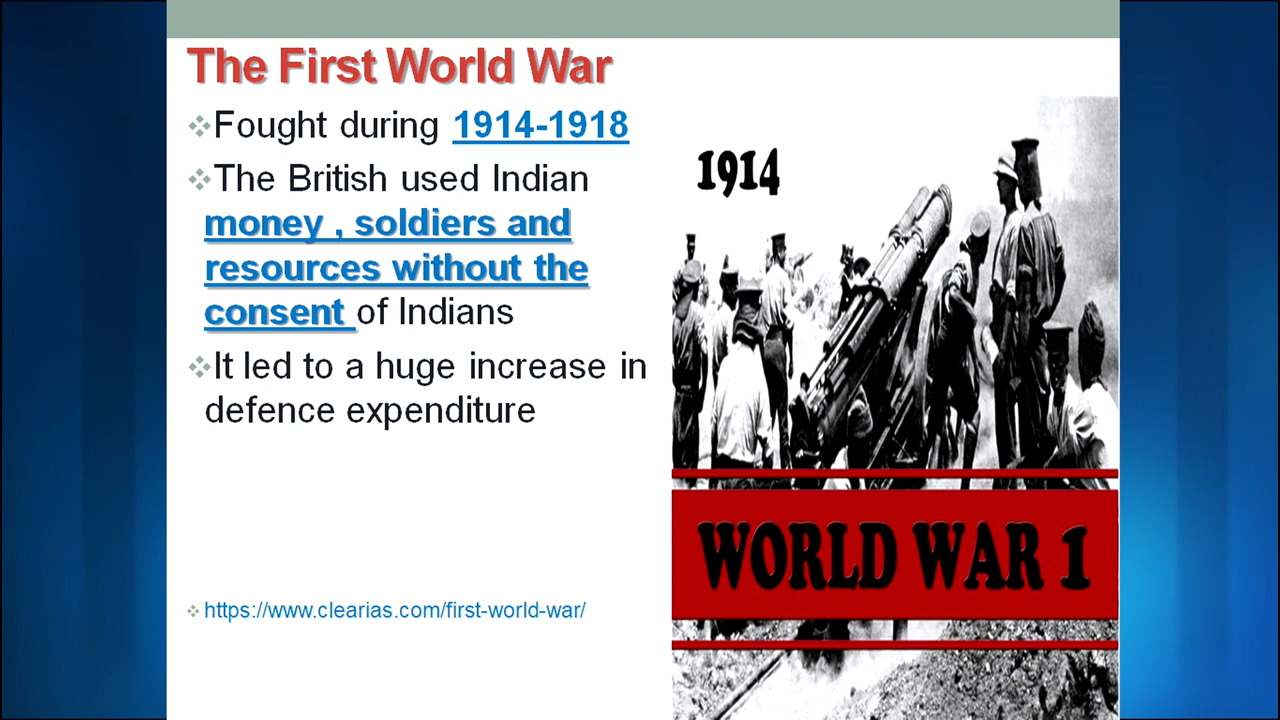 The First World War
❖Fought during 1914-1918
❖The British used Indian
money , soldiers and
resources without the
consent of Indians
❖It led to a huge increase in
defence expenditure
❖ https://www.clearias.com/first-world-war/
1914
WORLD WAR 1